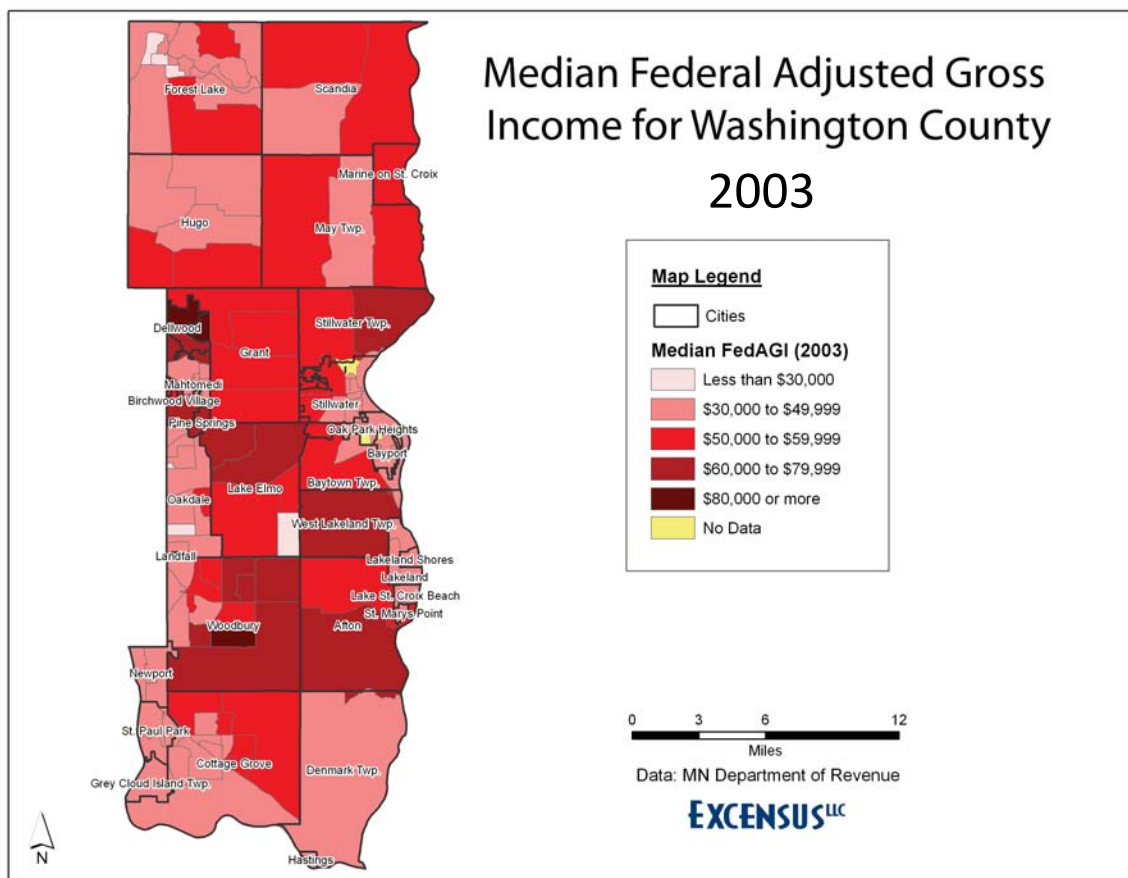 Median Federal Adjusted Gross
Income for Washington County
2003
Forest Lake
Scandia
Marine on St. Croix
Hugo
May Twp.
Dellwood
Stillwater Twp.
Grant
Mahtomedi
Birchwood Village
Stillwater
Pine Springs
Oak Park Heights
Bayport
Lake Elmo
Baytown Twp.
Oakdale
West Lakeland Twp.
Landfall
Lakeland Shores
Lakeland
Lake St. Croix Beach
St. Marys Point
Woodbury
Afton
Newport
St. Paul Park
Cottage Grove
Denmark Twp.
Grey Cloud Island Twp.
Hastings
N
Map Legend
Cities
Median FedAGI (2003)
Less than $30,000
$30,000 to $49,999
$50,000 to $59,999
$60,000 to $79,999
$80,000 or more
No Data
0 3 6 12
Miles
Data: MN Department of Revenue
EXCENSUS LLC